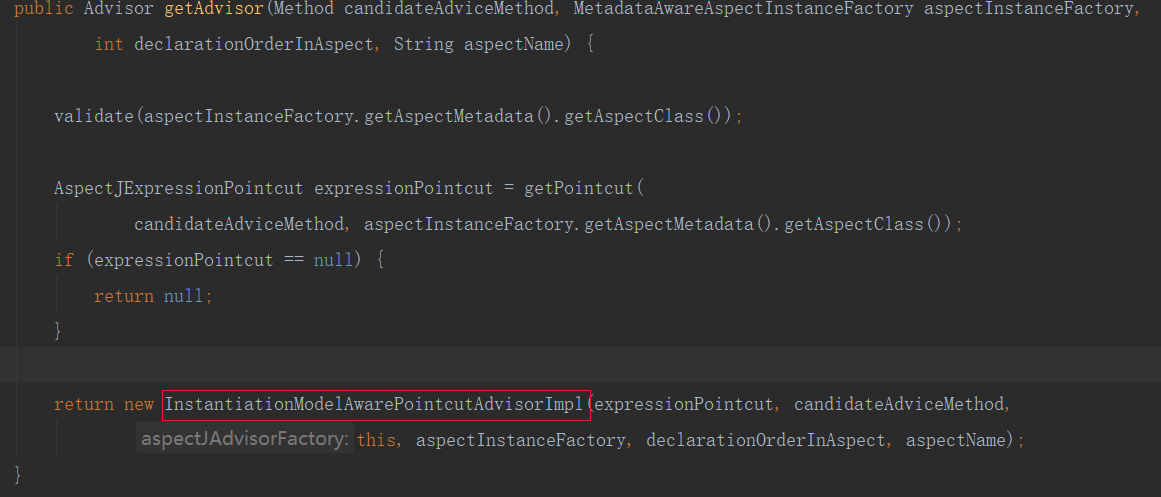 public Advisor getAdvisor(Method candidateAdviceMethod, MetadataAwareAspectInstanceFactory aspectInstanceFactory,
int declarationOrderInAspect, String aspectName) {
validate(aspectInstanceFactory.getAspectMetadata().getAspectClass());
AspectJExpressionPointcut expressionPointcut = getPointcut(
candidateAdviceMethod, aspectInstanceFactory.getAspectMetadata().getAspectClass());
if (expressionPointcut == null) {
return null;
}
return new InstantiationModelAwarePointcutAdvisorImpl(expressionPointcut, candidateAdviceMethod,
aspectJAdvisorFactory: this, aspectInstanceFactory, declarationOrderInAspect, aspectName);
}